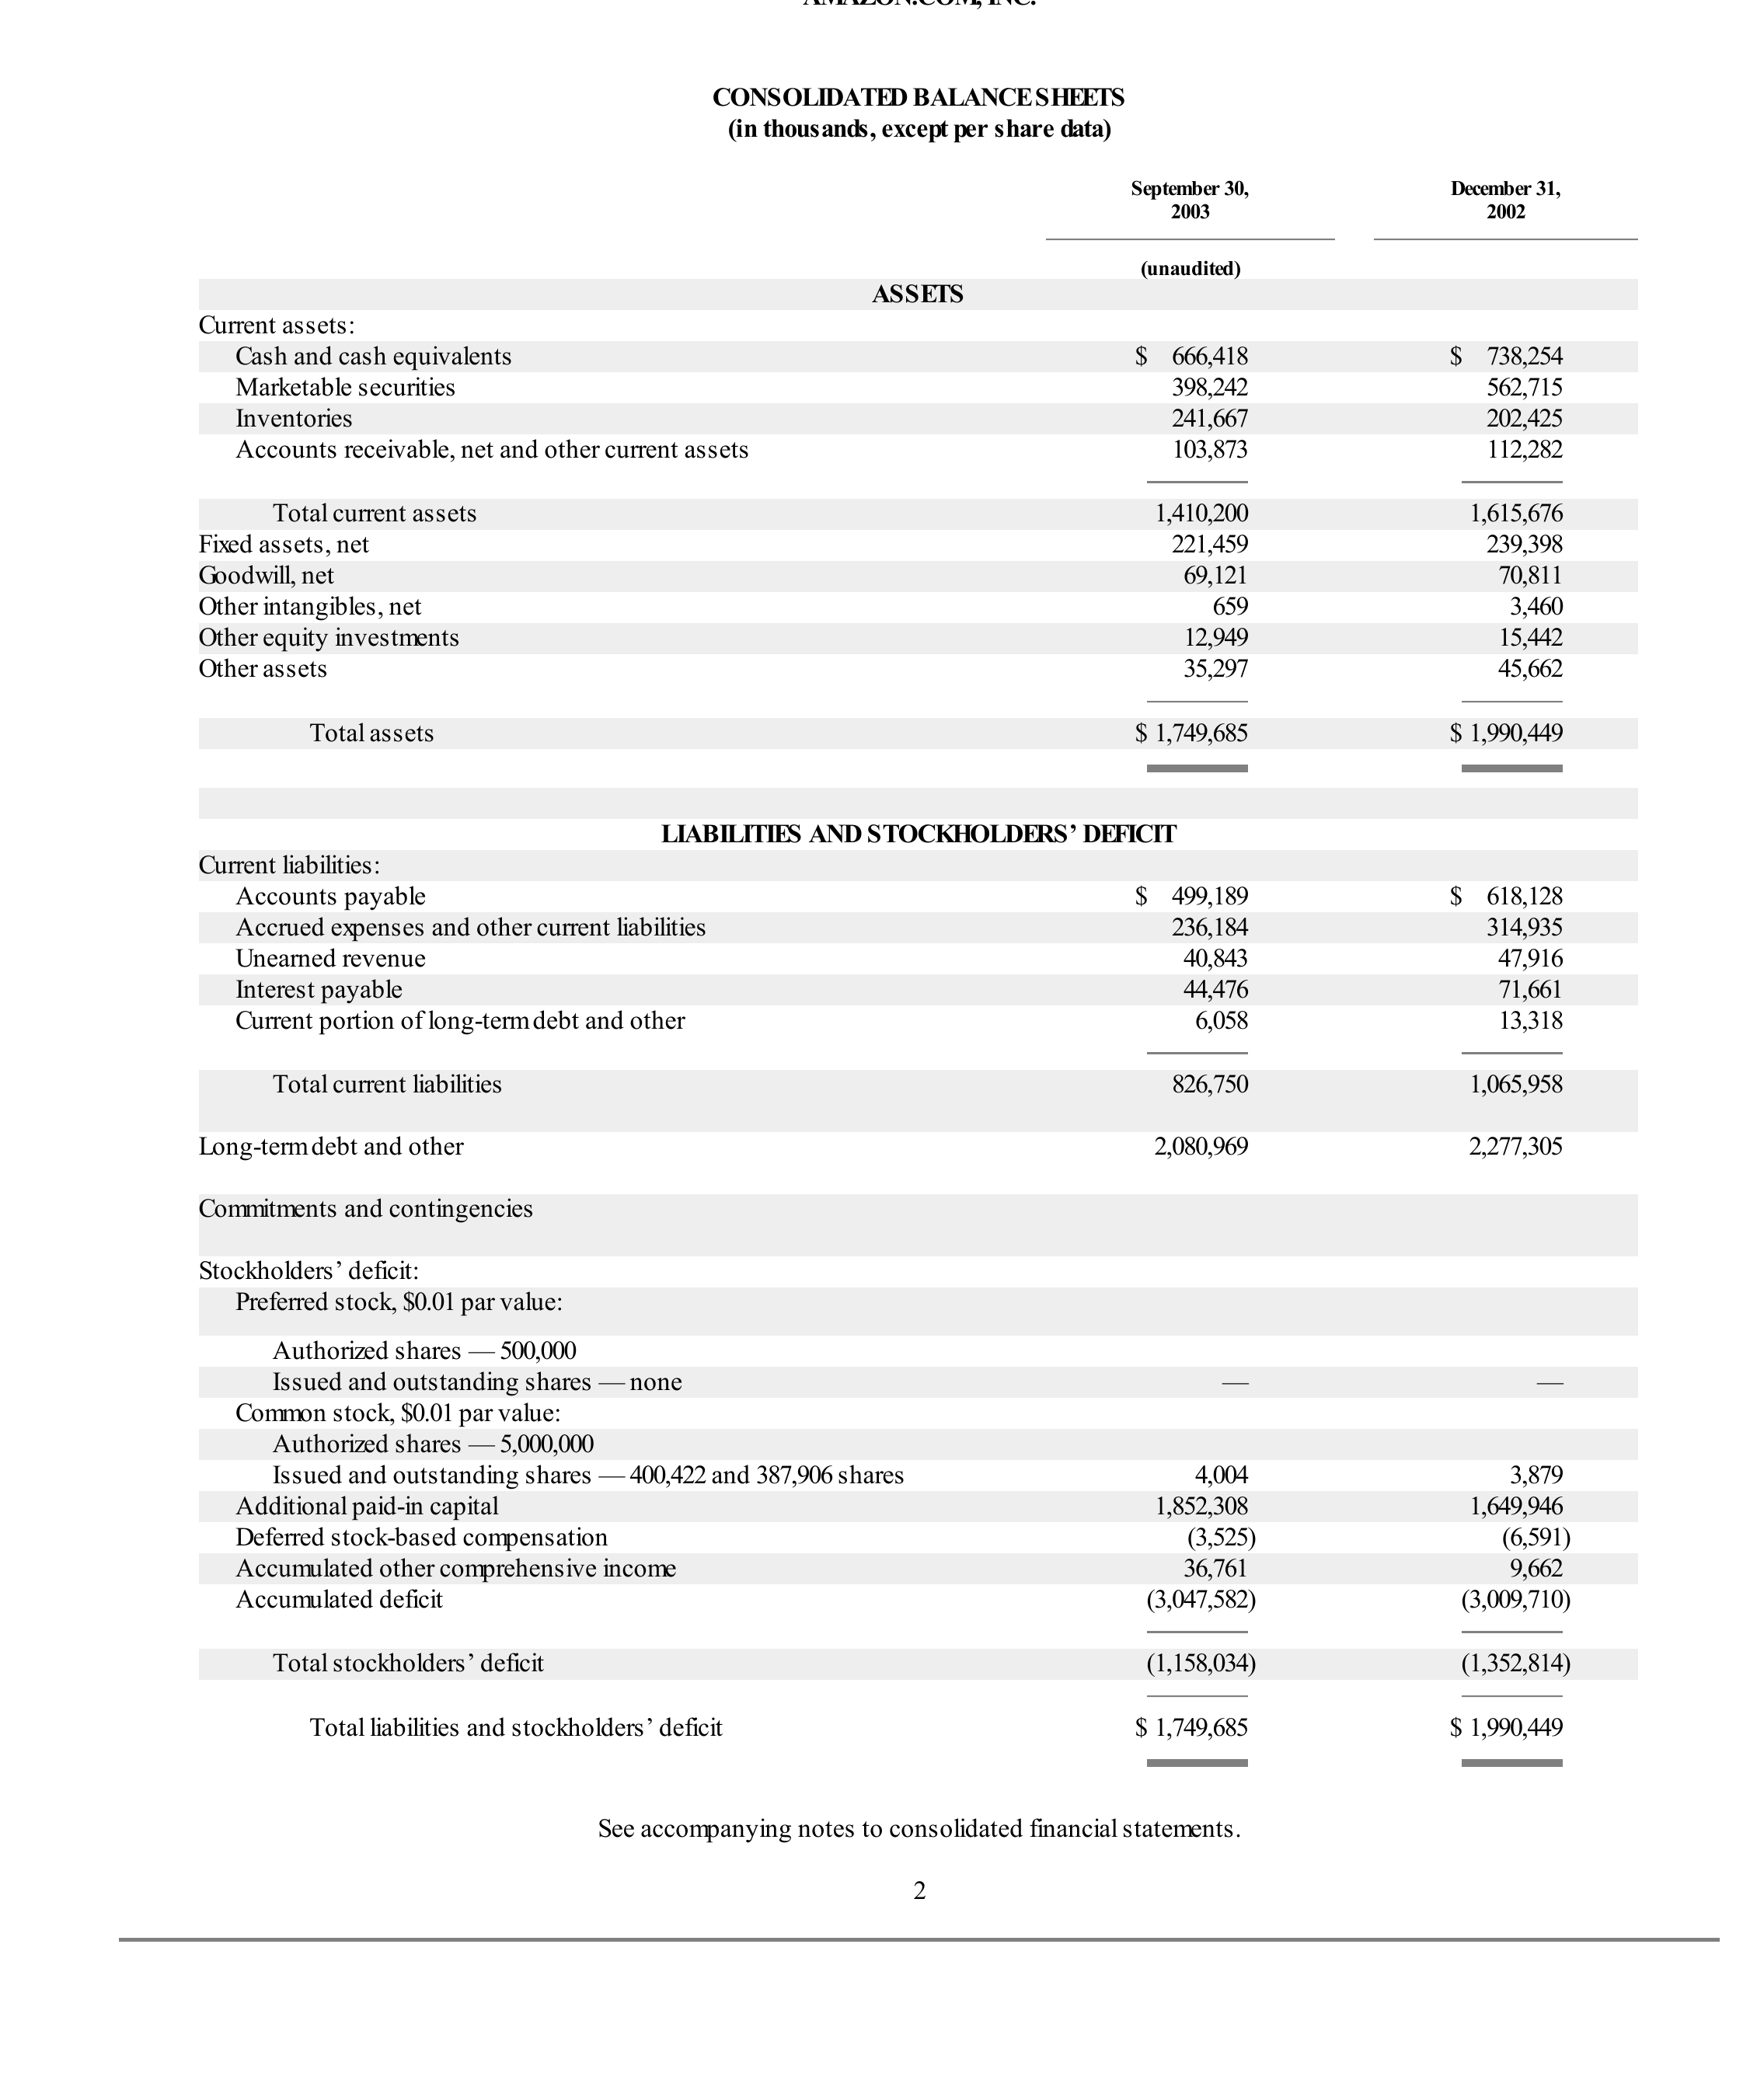 AMAZON.COM, INC.
CONSOLIDATED BALANCE SHEETS
(in thousands, except per share data)
September 30, 2003 December 31, 2002
(unaudited)
ASSETS
Current assets:
Cash and cash equivalents $ 666,418 $ 738,254
Marketable securities 398,242 562,715
Inventories 241,667 202,425
Accounts receivable, net and other current assets 103,873 112,282
Total current assets 1,410,200 1,615,676
Fixed assets, net 221,459 239,398
Goodwill, net 69,121 70,811
Other intangibles, net 659 3,460
Other equity investments 12,949 15,442
Other assets 35,297 45,662
Total assets $ 1,749,685 $ 1,990,449
LIABILITIES AND STOCKHOLDERS’ DEFICIT
Current liabilities:
Accounts payable $ 499,189 $ 618,128
Accrued expenses and other current liabilities 236,184 314,935
Unearned revenue 40,843 47,916
Interest payable 44,476 71,661
Current portion of long-term debt and other 6,058 13,318
Total current liabilities 826,750 1,065,958
Long-term debt and other 2,080,969 2,277,305
Commitments and contingencies
Stockholders’ deficit:
Preferred stock, $0.01 par value:
Authorized shares — 500,000
Issued and outstanding shares — none — —
Common stock, $0.01 par value:
Authorized shares — 5,000,000
Issued and outstanding shares — 400,422 and 387,906 shares 4,004 3,879
Additional paid-in capital 1,852,308 1,649,946
Deferred stock-based compensation (3,525) (6,591)
Accumulated other comprehensive income 36,761 9,662
Accumulated deficit (3,047,582) (3,009,710)
Total stockholders’ deficit (1,158,034) (1,352,814)
Total liabilities and stockholders’ deficit $ 1,749,685 $ 1,990,449
See accompanying notes to consolidated financial statements.
2